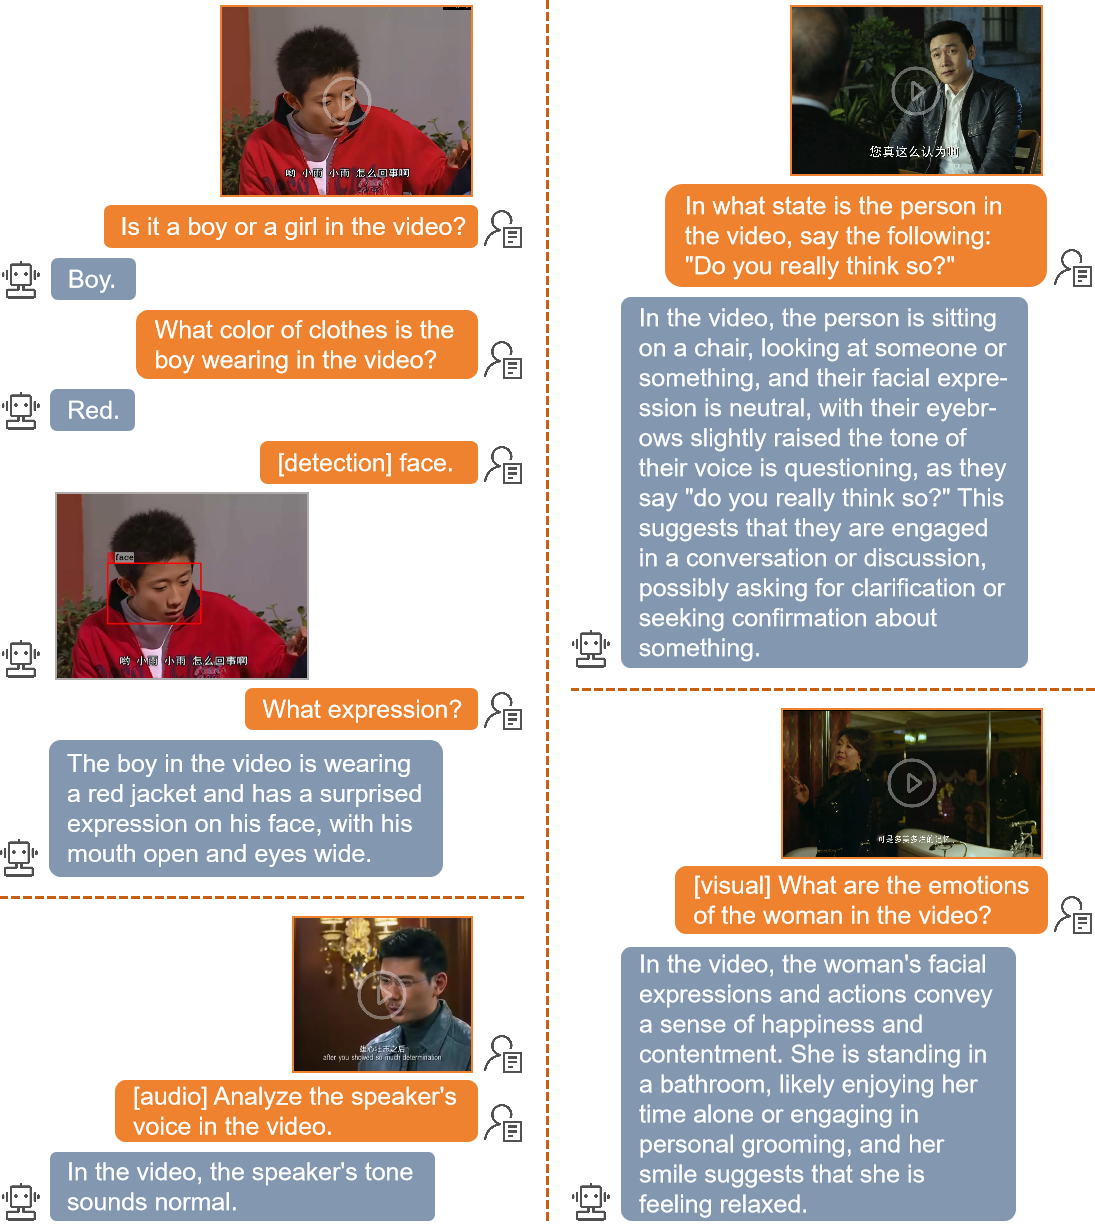 哟 小雨 小雨 怎么回事啊
Is it a boy or a girl in the video?
Boy.
What color of clothes is the
boy wearing in the video?
Red.
[detection] face.
face
哟 小雨 小雨 怎么回事啊
What expression?
The boy in the video is wearing
a red jacket and has a surprised
expression on his face, with his
mouth open and eyes wide.
after you showed so much determination
[audio] Analyze the speaker's
voice in the video.
In the video, the speaker's tone
sounds normal.
您真这么认为啊
In what state is the person in
the video, say the following:
"Do you really think so?"
In the video, the person is sitting
on a chair, looking at someone or
something, and their facial expre-
ssion is neutral, with their eyebr-
ows slightly raised the tone of
their voice is questioning, as they
say "do you really think so?" This
suggests that they are engaged
in a conversation or discussion,
possibly asking for clarification or
seeking confirmation about
something.
可是多美多洋的记忆
[visual] What are the emotions
of the woman in the video?
In the video, the woman's facial
expressions and actions convey
a sense of happiness and
contentment. She is standing in
a bathroom, likely enjoying her
time alone or engaging in
personal grooming, and her
smile suggests that she is
feeling relaxed.